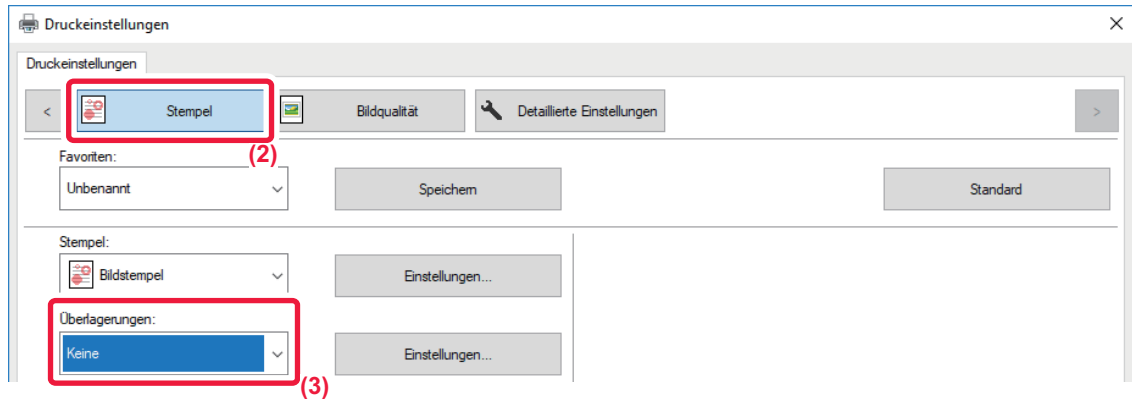 Druckeinstellungen
Druckeinstellungen
< Stempel Bildqualität Detaillierte Einstellungen >
(2)
Favoriten:
Unbenannt Speichern Standard
Stempel:
Bildstempel Einstellungen...
Überlagerungen:
Keine Einstellungen...
(3)